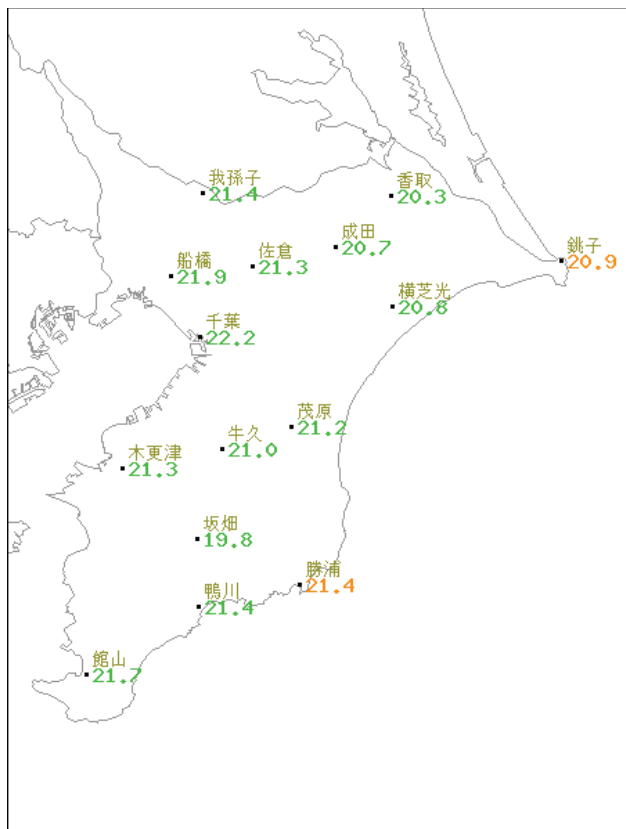 我孫子
21.4
香取
20.3
成田
20.7
銚子
20.9
佐倉
21.3
船橋
21.9
横芝光
20.8
千葉
22.2
茂原
21.2
牛久
21.0
木更津
21.3
坂畑
19.8
勝浦
21.4
鴨川
21.4
館山
21.7